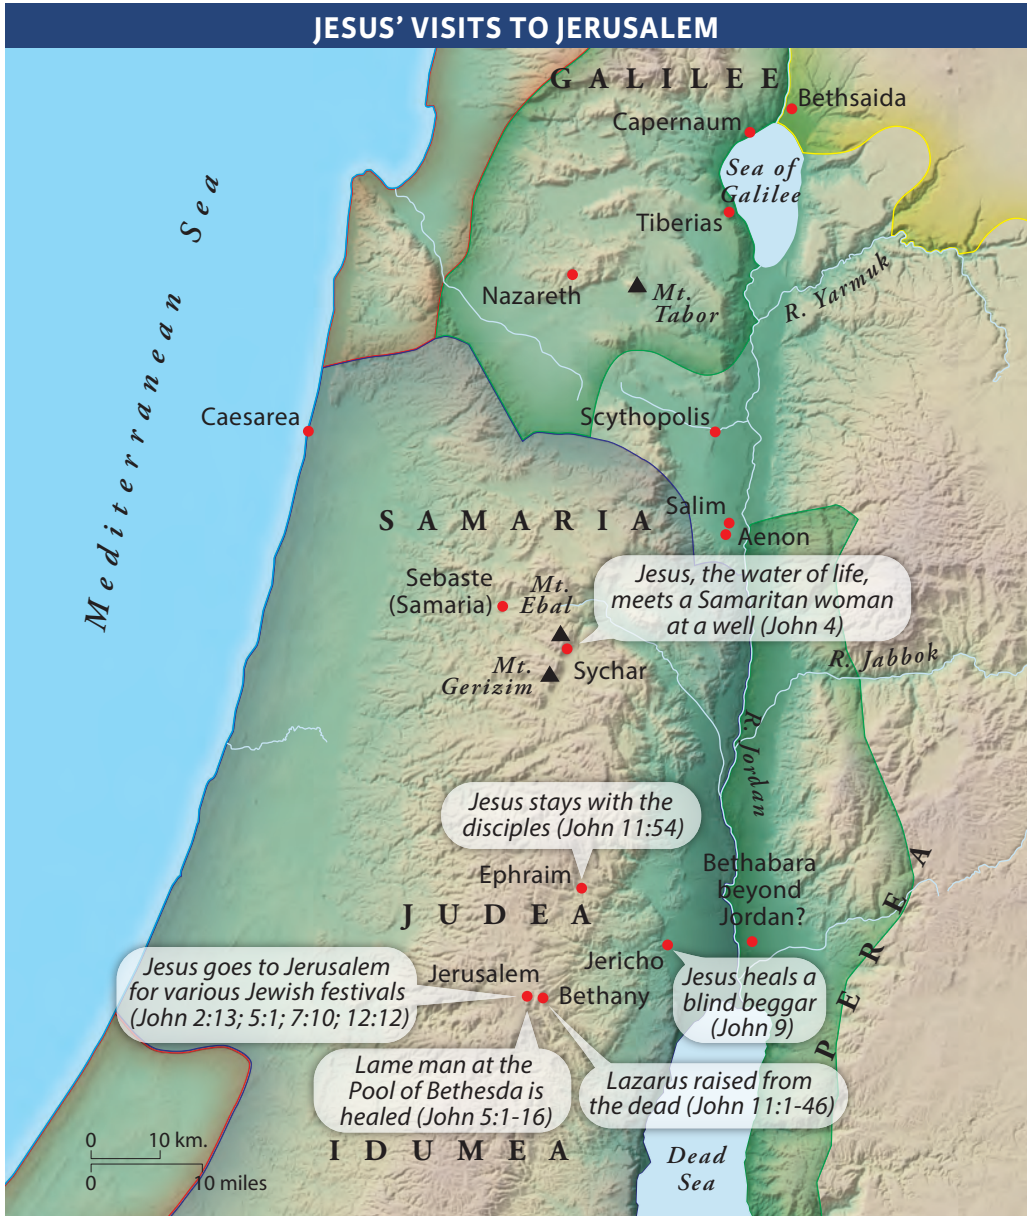 JESUS’ VISITS TO JERUSALEM
GALILEE
Bethsaida
Capernaum
Sea of
Galilee
Tiberias
Mediterranean Sea
Nazareth
Mt.
Tabor
R. Yarmuk
Caesarea
Scythopolis
SAMARIA
Salim
Aenon
Sebaste
(Samaria)
Mt.
Ebal
Jesus, the water of life,
meets a Samaritan woman
at a well (John 4)
Mt.
Gerizim
Sychar
R. Jabbok
R. Jordan
Jesus stays with the
disciples (John 11:54)
Ephraim
Bethabara
beyond
Jordan?
JUDEA
PEREA
Jericho
Jesus goes to Jerusalem
for various Jewish festivals
(John 2:13; 5:1; 7:10; 12:12)
Jerusalem
Bethany
Jesus heals a
blind beggar
(John 9)
Lame man at the
Pool of Bethesda is
healed (John 5:1-16)
Lazarus raised from
the dead (John 11:1-46)
IDUMEA
Dead
Sea
0 10 km.
0 10 miles